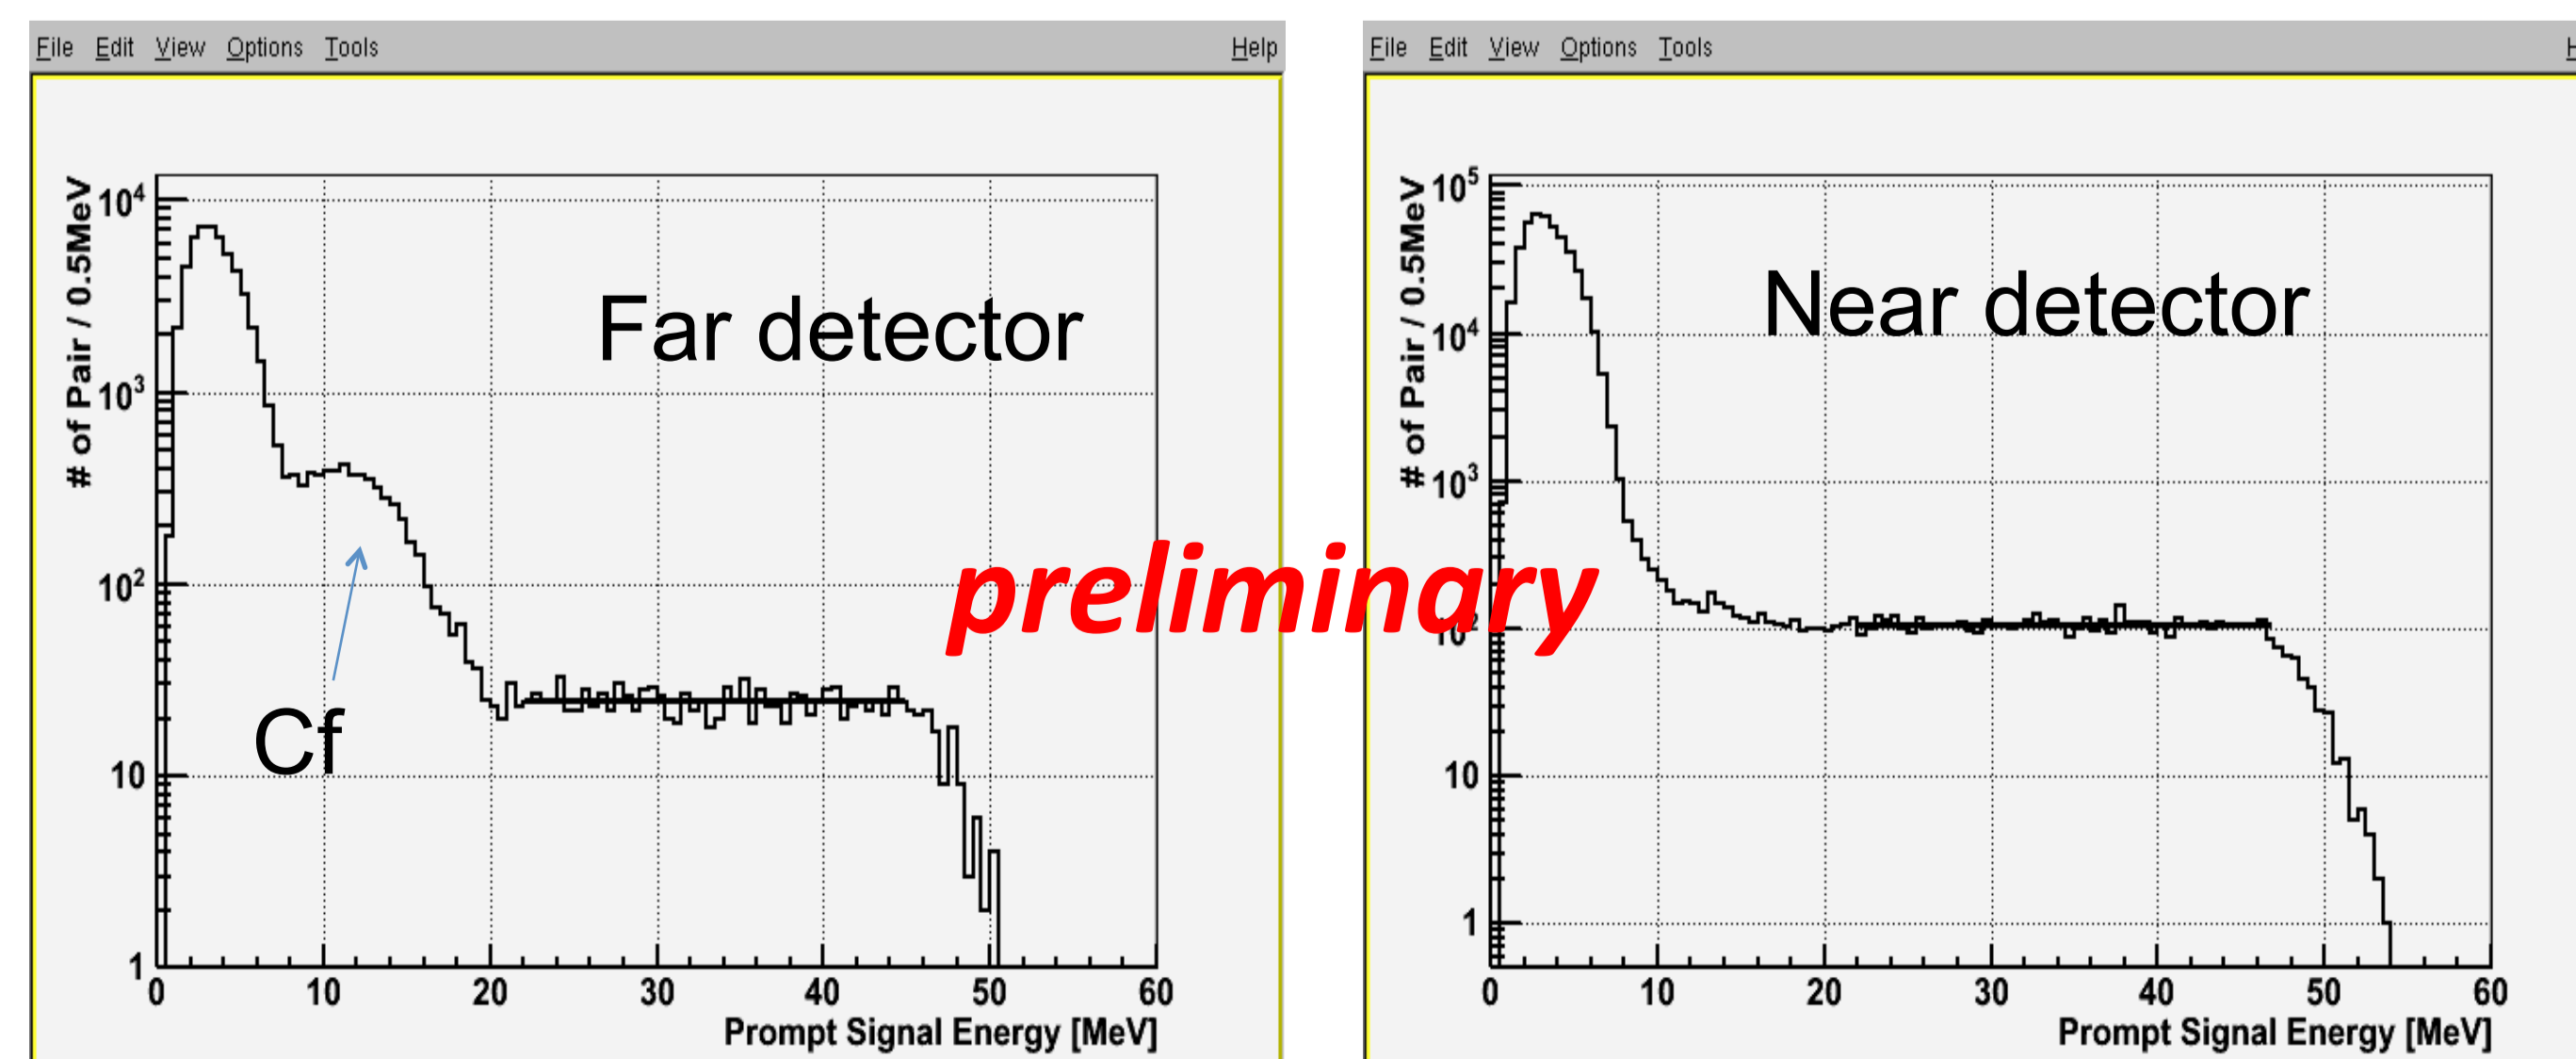 File Edit View Options Tools Help
# of Pair / 0.5MeV
10⁴
10³
10²
10
1
Far detector
Cf
0 10 20 30 40 50 60
Prompt Signal Energy [MeV]
preliminary
File Edit View Options Tools H
# of Pair / 0.5MeV
10⁵
10⁴
10³
10²
10
1
Near detector
0 10 20 30 40 50 60
Prompt Signal Energy [MeV]